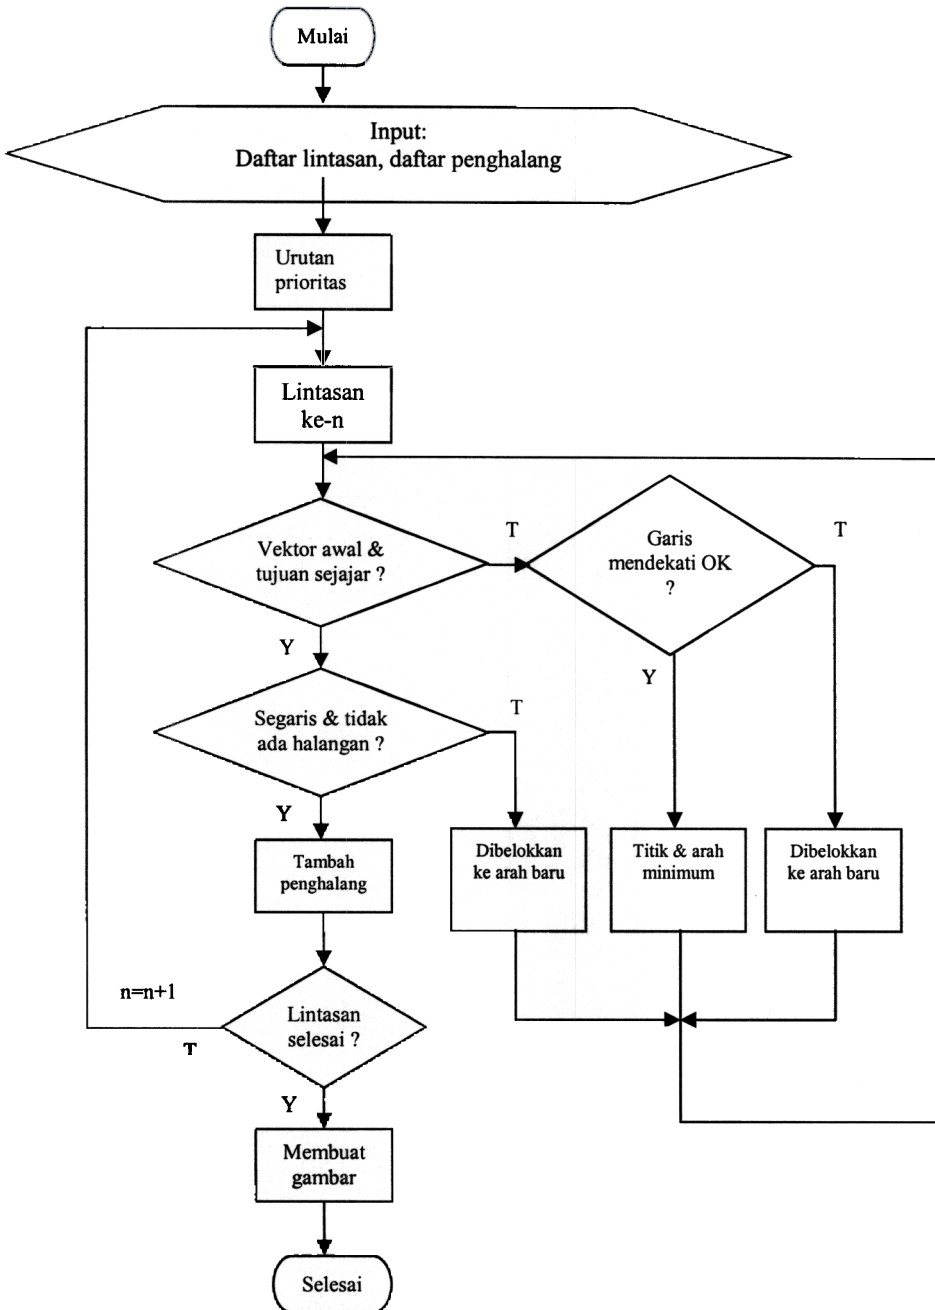 Mulai
Input:
Daftar lintasan, daftar penghalang
Urutan
prioritas
Lintasan
ke-n
Vektor awal &
tujuan sejajar ?
T
Garis
mendekati OK
?
T
Y
Y
Segaris & tidak
ada halangan ?
T
Y
Tambah
penghalang
Dibelokkan
ke arah baru
Titik & arah
minimum
Dibelokkan
ke arah baru
n=n+1
Lintasan
selesai ?
T
Y
Membuat
gambar
Selesai